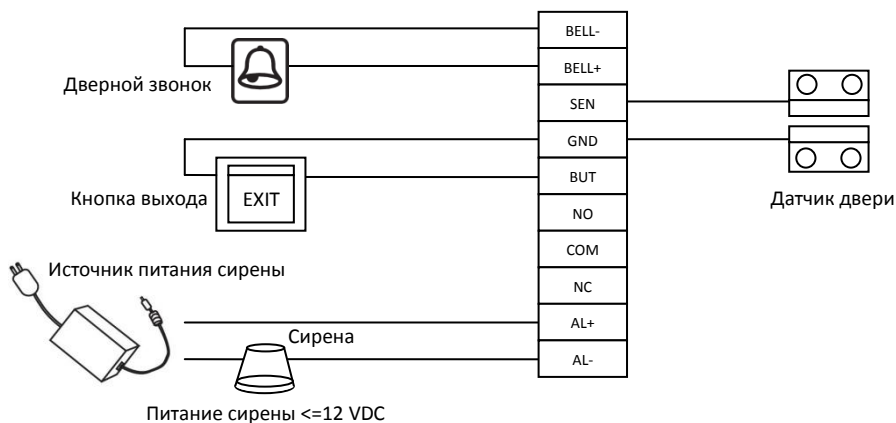 BELL-
BELL+
Дверной звонок
SEN
GND
BUT
Кнопка выхода
EXIT
Датчик двери
NO
COM
Источник питания сирены
NC
AL+
Сирена
AL-
Питание сирены <=12 VDC